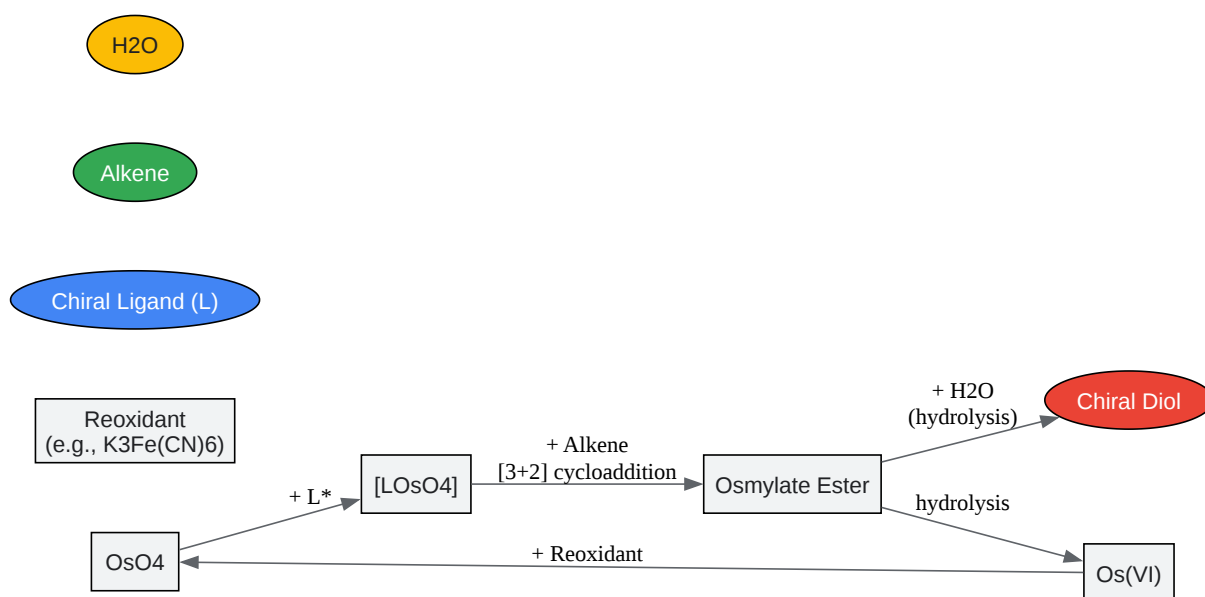 H2O
Alkene
Chiral Ligand (L)
Reoxidant
(e.g., K3Fe(CN)6)
OsO4
+ L*
[LOsO4]
+ Alkene
[3+2] cycloaddition
Osmylate Ester
+ H2O
(hydrolysis)
Chiral Diol
hydrolysis
Os(VI)
+ Reoxidant